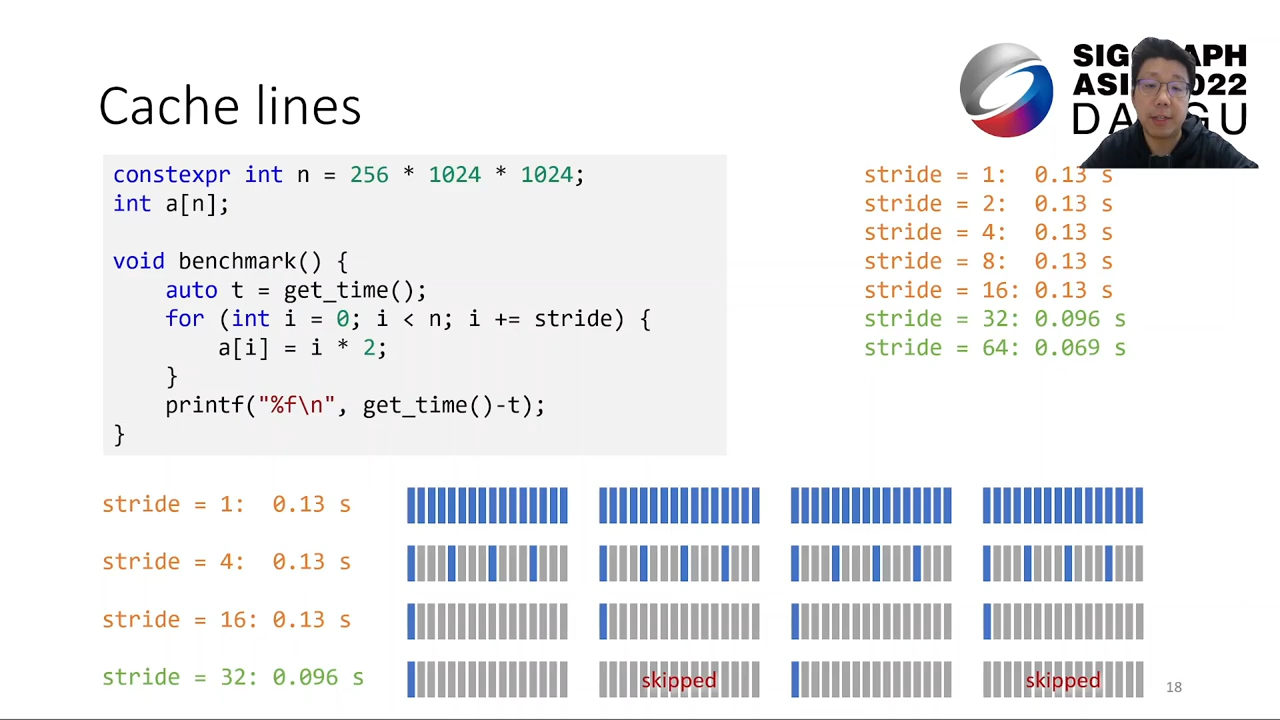 Cache lines
constexpr int n = 256 * 1024 * 1024;
int a[n];
void benchmark() {
auto t = get_time();
for (int i = 0; i < n; i += stride) {
a[i] = i * 2;
}
printf("%f\n", get_time()-t);
}
stride = 1: 0.13 s
stride = 2: 0.13 s
stride = 4: 0.13 s
stride = 8: 0.13 s
stride = 16: 0.13 s
stride = 32: 0.096 s
stride = 64: 0.069 s
stride = 1: 0.13 s
stride = 4: 0.13 s
stride = 16: 0.13 s
stride = 32: 0.096 s
skipped
skipped
18